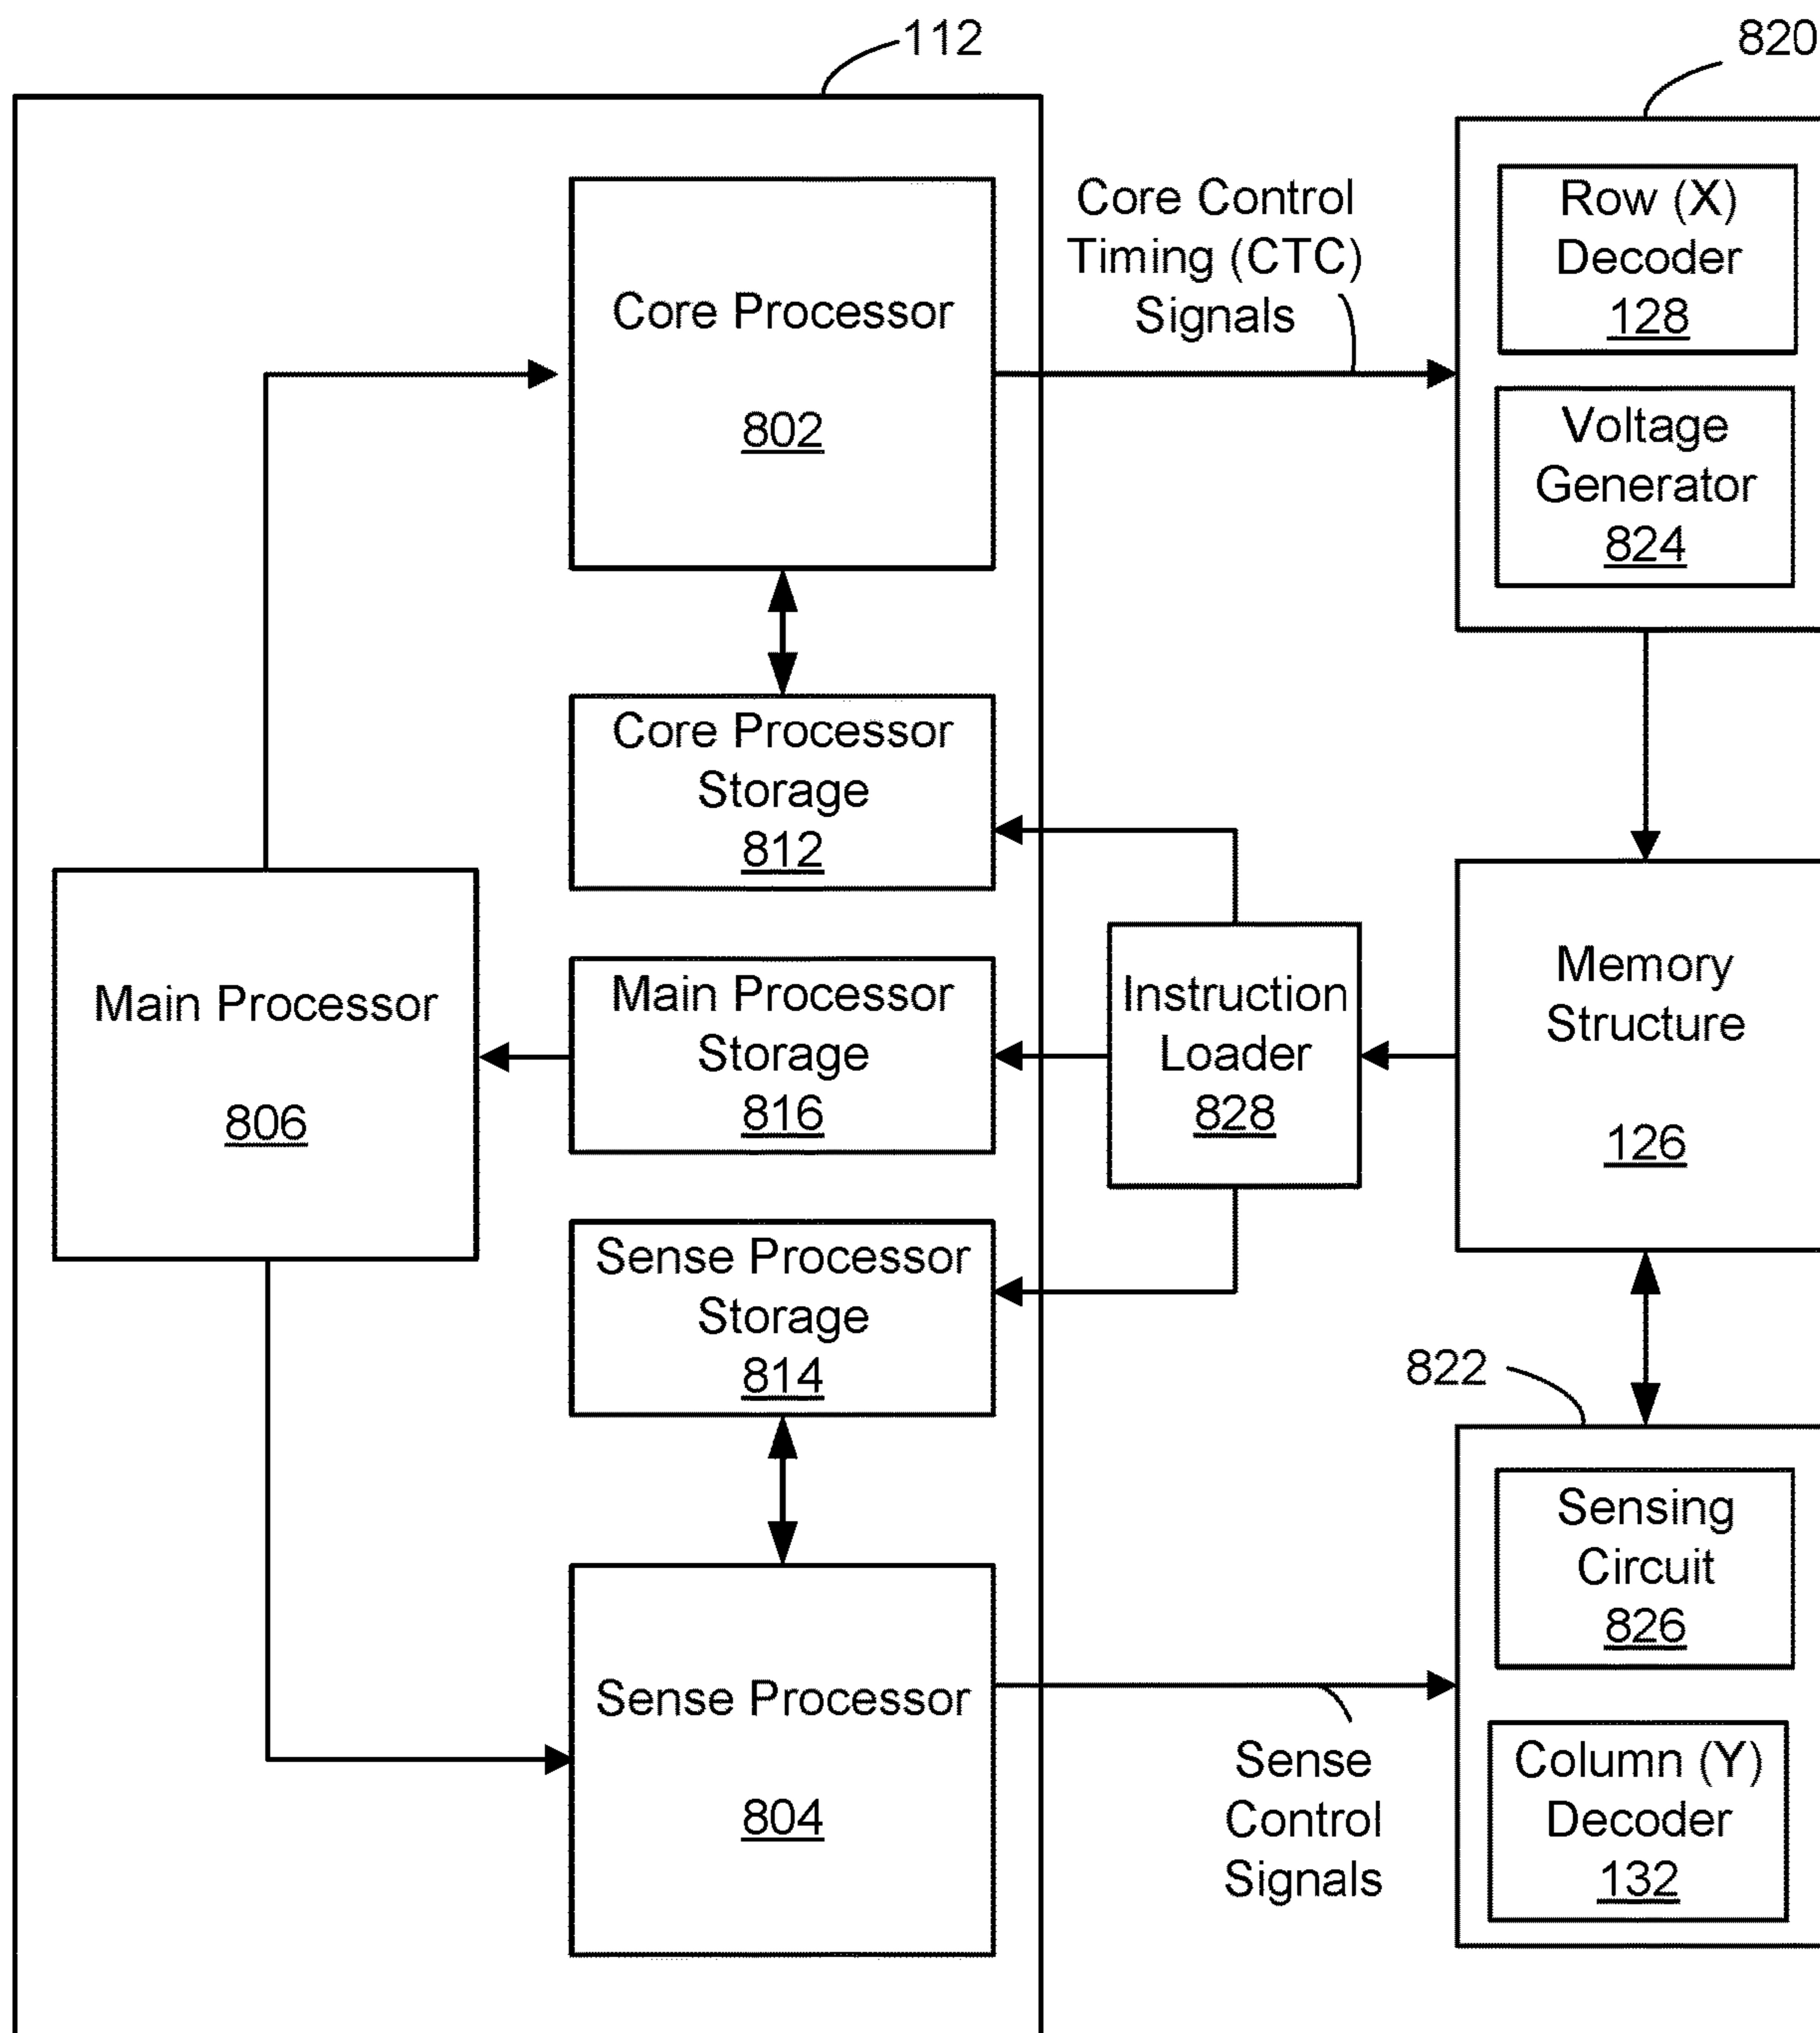 112
820
Core Processor
802
Core Control
Timing (CTC)
Signals
Row (X)
Decoder
128
Voltage
Generator
824
Core Processor
Storage
812
Main Processor
806
Main Processor
Storage
816
Instruction
Loader
828
Memory
Structure
126
Sense Processor
Storage
814
822
Sense Processor
804
Sense
Control
Signals
Sensing
Circuit
826
Column (Y)
Decoder
132